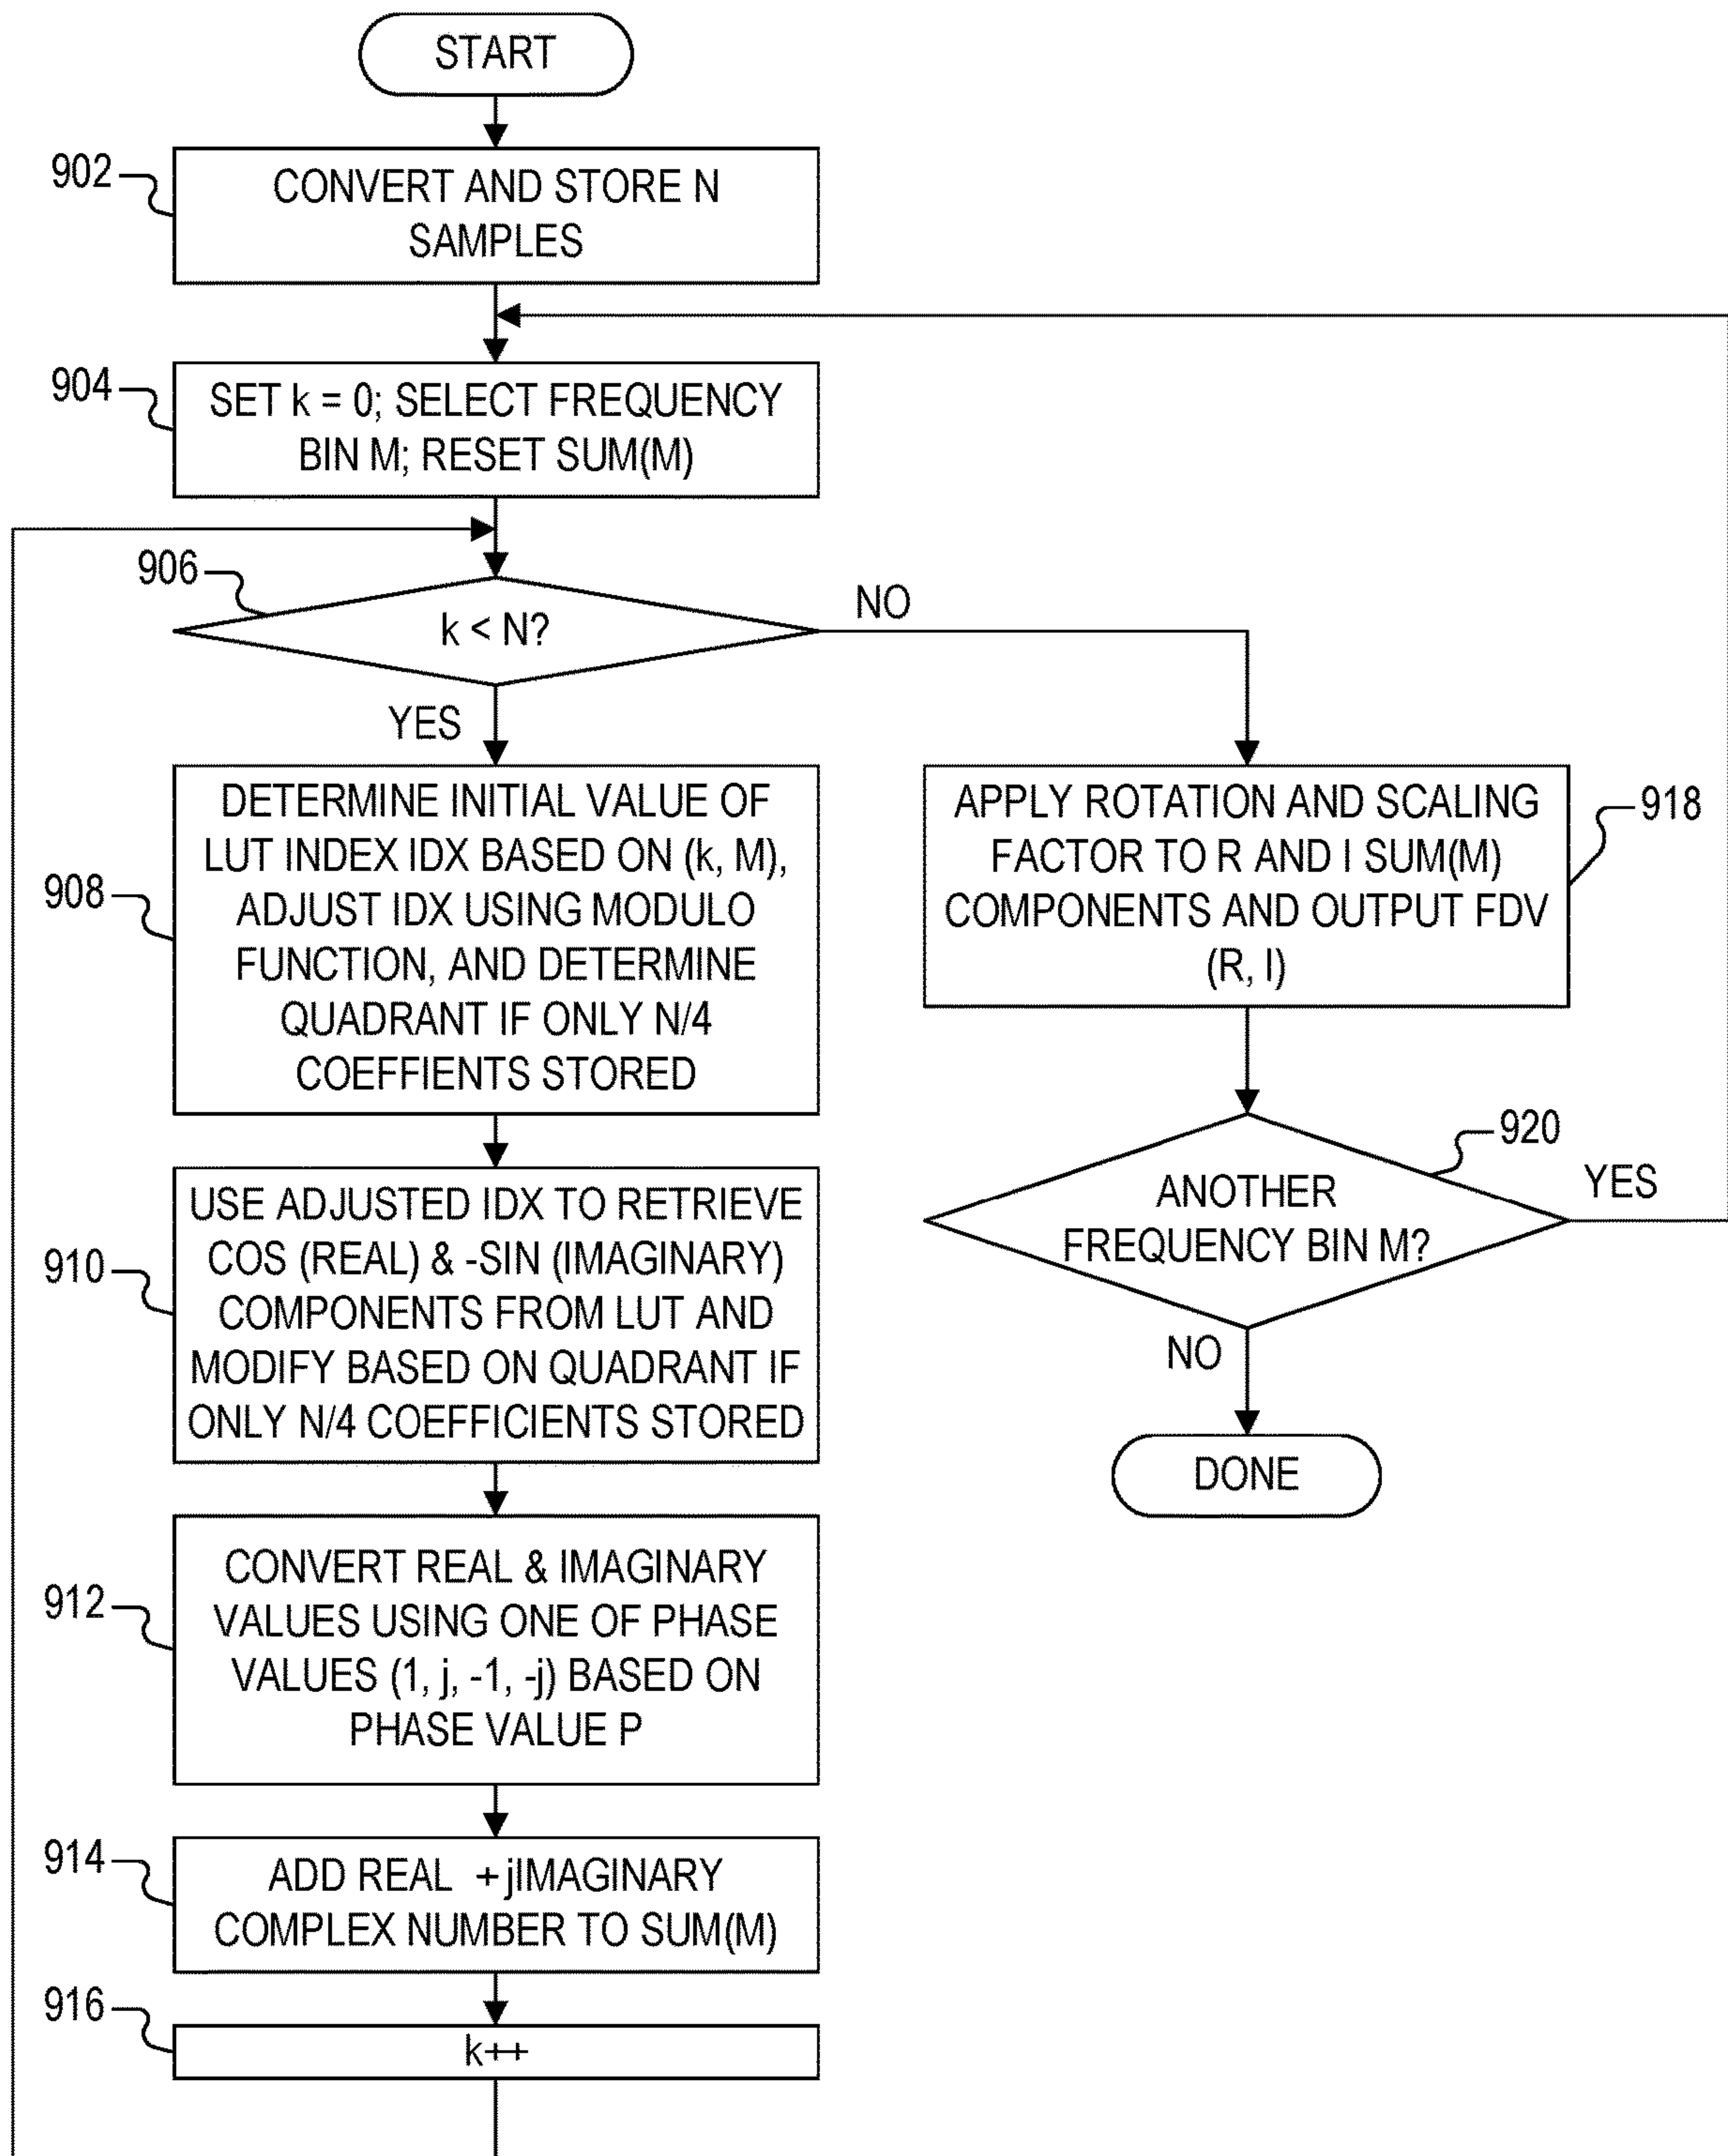 START
902
CONVERT AND STORE N
SAMPLES
904
SET k = 0; SELECT FREQUENCY
BIN M; RESET SUM(M)
906
k < N?
NO
YES
908
DETERMINE INITIAL VALUE OF
LUT INDEX IDX BASED ON (k, M),
ADJUST IDX USING MODULO
FUNCTION, AND DETERMINE
QUADRANT IF ONLY N/4
COEFFIENTS STORED
910
USE ADJUSTED IDX TO RETRIEVE
COS (REAL) & -SIN (IMAGINARY)
COMPONENTS FROM LUT AND
MODIFY BASED ON QUADRANT IF
ONLY N/4 COEFFICIENTS STORED
912
CONVERT REAL & IMAGINARY
VALUES USING ONE OF PHASE
VALUES (1, j, -1, -j) BASED ON
PHASE VALUE P
914
ADD REAL +jIMAGINARY
COMPLEX NUMBER TO SUM(M)
916
k++
APPLY ROTATION AND SCALING
FACTOR TO R AND I SUM(M)
COMPONENTS AND OUTPUT FDV
(R, I)
918
920
ANOTHER
FREQUENCY BIN M?
YES
NO
DONE